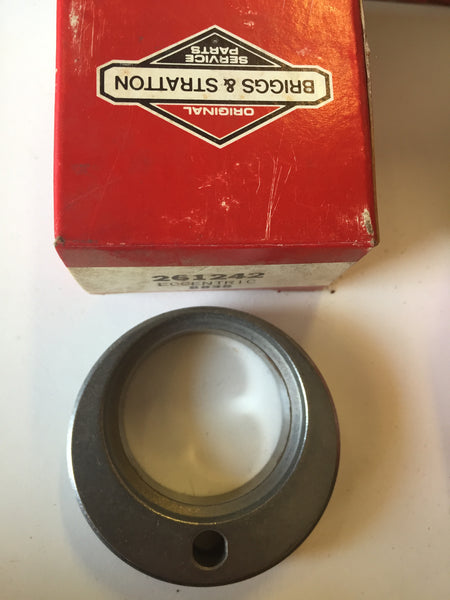 ORIGINAL
BRIGGS & STRATTON
SERVICE
PARTS
261242
ECCENTRIC